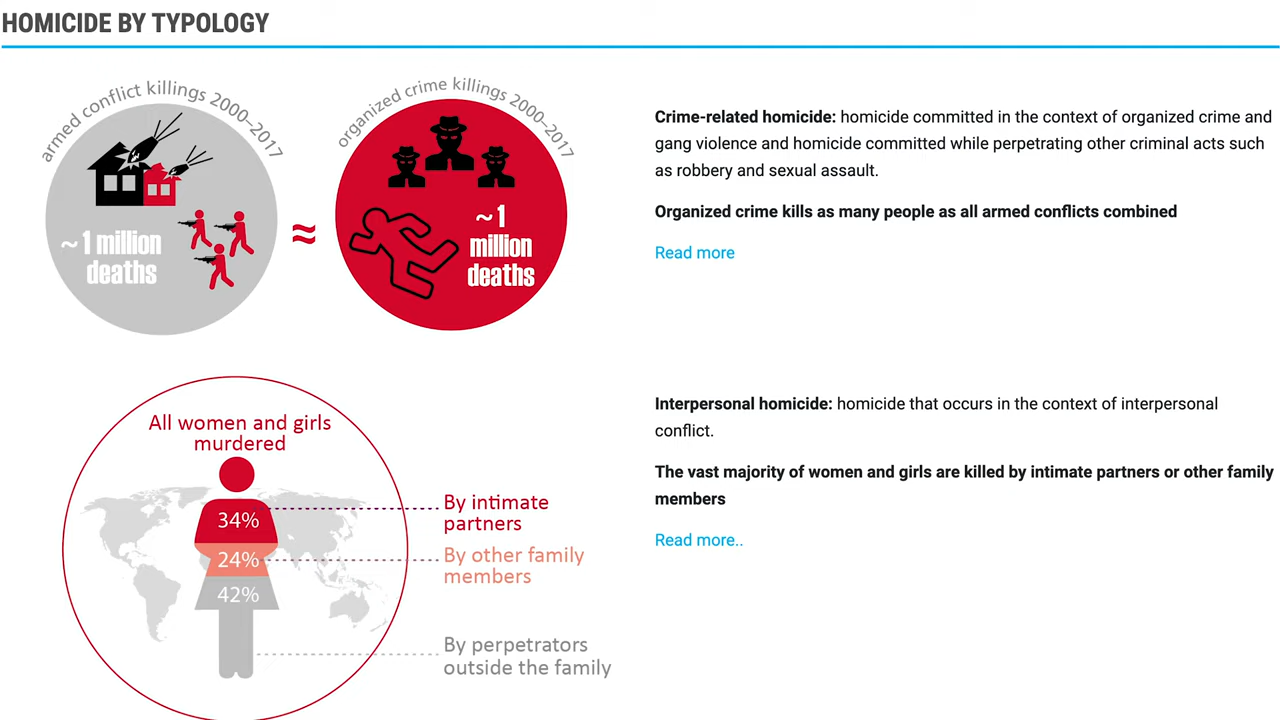 HOMICIDE BY TYPOLOGY
armed conflict killings 2000–2017
~ 1 million
deaths
≈
organized crime killings 2000–2017
~ 1
million
deaths
Crime-related homicide: homicide committed in the context of organized crime and
gang violence and homicide committed while perpetrating other criminal acts such
as robbery and sexual assault.
Organized crime kills as many people as all armed conflicts combined
Read more
All women and girls
murdered
34%
By intimate
partners
24%
By other family
members
42%
By perpetrators
outside the family
Interpersonal homicide: homicide that occurs in the context of interpersonal
conflict.
The vast majority of women and girls are killed by intimate partners or other family
members
Read more..